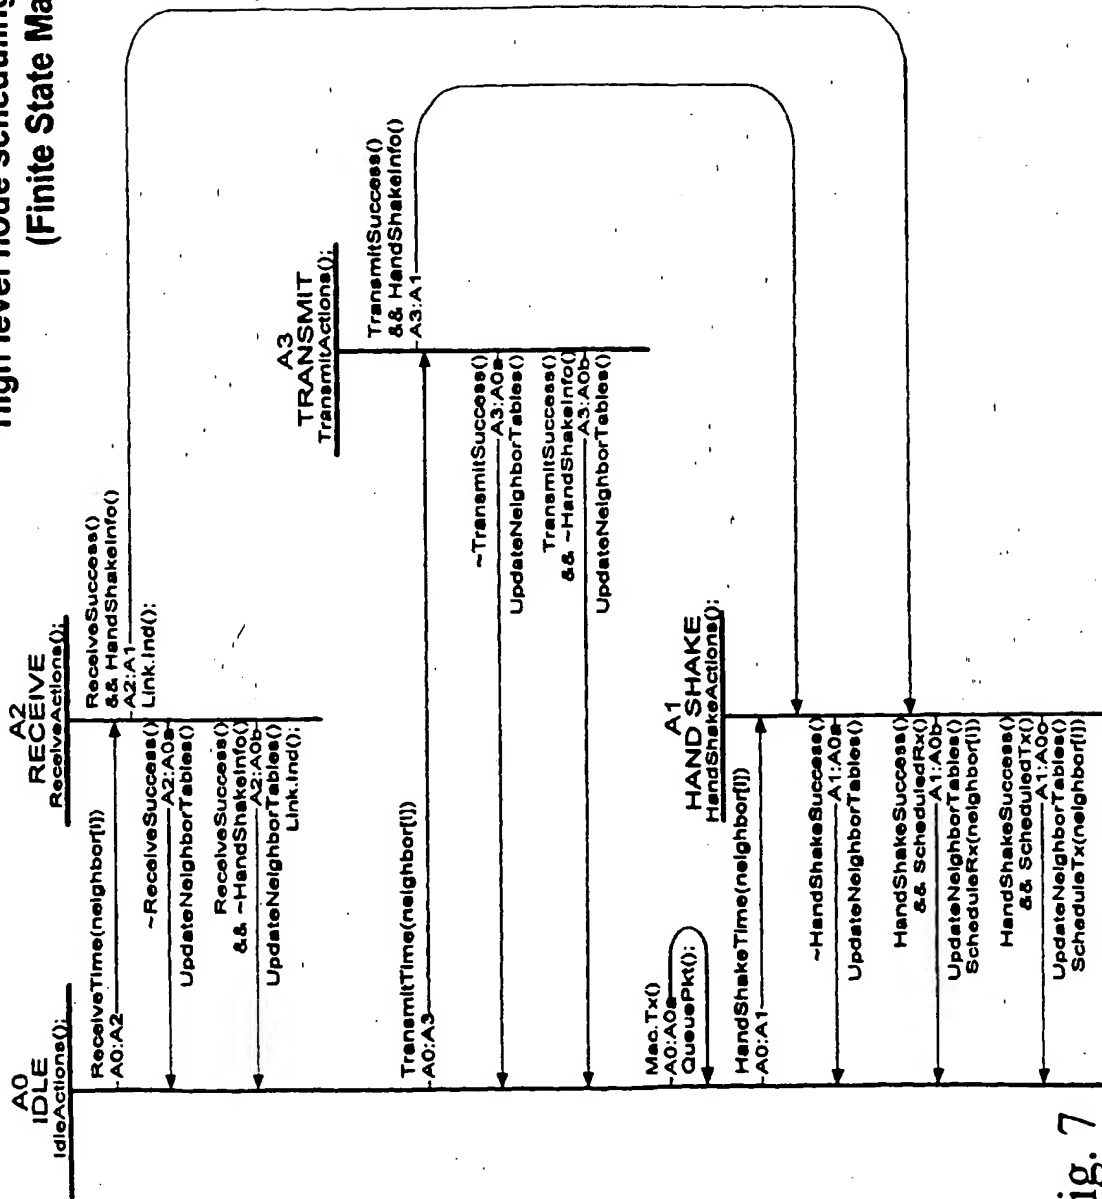 High level node scheduling
(Finite State Ma
A0
IDLE
IdleActions();
A2
RECEIVE
ReceiveActions();
A3
TRANSMIT
TransmitActions();
A1
HAND SHAKE
HandShakeActions();
ReceiveTime(neighbor[i])
A0:A2
ReceiveSuccess()
&& HandShakeInfo()
A2:A1
Link.Ind();
~ReceiveSuccess()
A2:A0a
UpdateNeighborTables()
ReceiveSuccess()
&& ~HandShakeInfo()
A2:A0b
UpdateNeighborTables()
Link.Ind();
TransmitTime(neighbor[i])
A0:A3
TransmitSuccess()
&& HandShakeInfo()
A3:A1
~TransmitSuccess()
A3:A0a
UpdateNeighborTables()
TransmitSuccess()
&& ~HandShakeInfo()
A3:A0b
UpdateNeighborTables()
Mac.Tx()
A0:A0a
QueuePkt();
HandShakeTime(neighbor[i])
A0:A1
~HandShakeSuccess()
A1:A0a
UpdateNeighborTables()
HandShakeSuccess()
&& ScheduledRx()
A1:A0b
UpdateNeighborTables()
ScheduleRx(neighbor[i])
HandShakeSuccess()
&& ScheduledTx()
A1:A0c
UpdateNeighborTables()
ScheduleTx(neighbor[i])
ig. 7